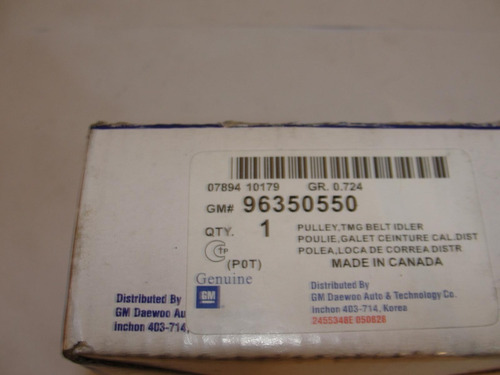 07894 10179 GR. 0.724
GM# 96350550
QTY. 1 PULLEY,TMG BELT IDLER
POULIE,GALET CEINTURE CAL.DIST
POLEA,LOCA DE CORREA DISTR
TP (P0T) MADE IN CANADA
Genuine
GM
Distributed By
GM Daewoo Au
Inchon 403-714,
Distributed By
GM Daewoo Auto & Technology Co.
Inchon 403-714, Korea
2455348E 050828